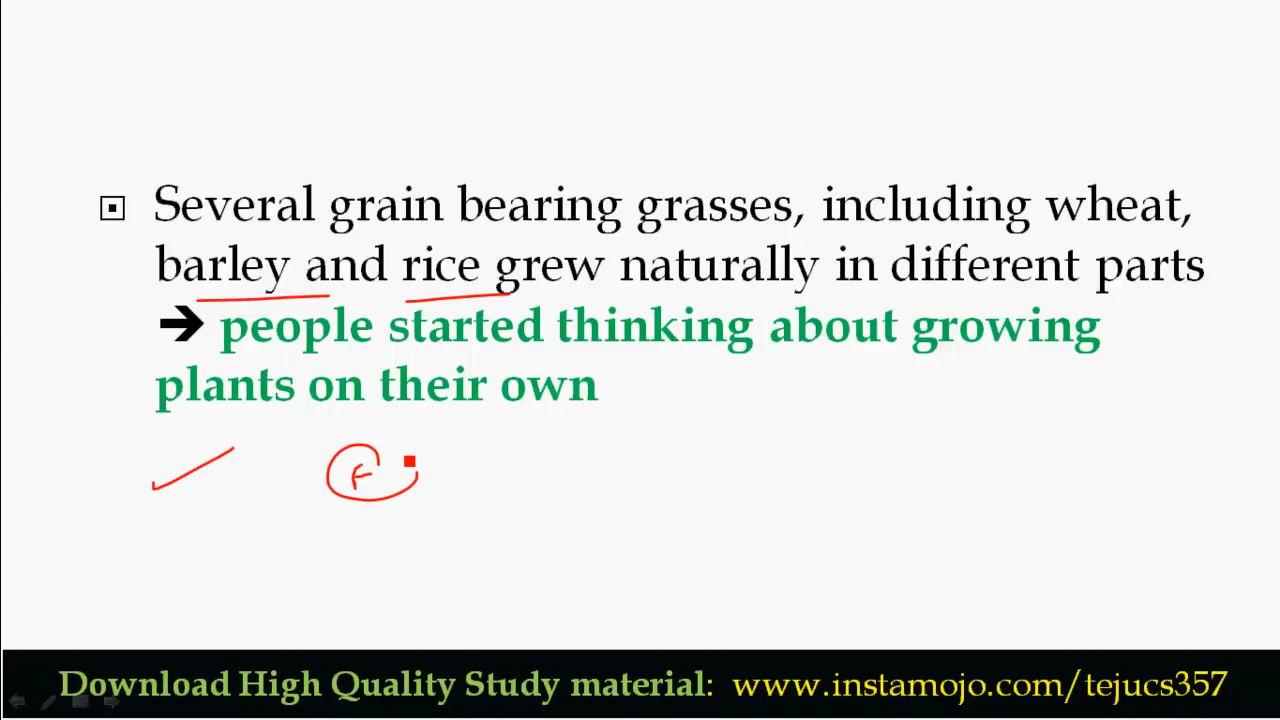 Several grain bearing grasses, including wheat,
barley and rice grew naturally in different parts
➔ people started thinking about growing
plants on their own
F
Download High Quality Study material: www.instamojo.com/tejucs357